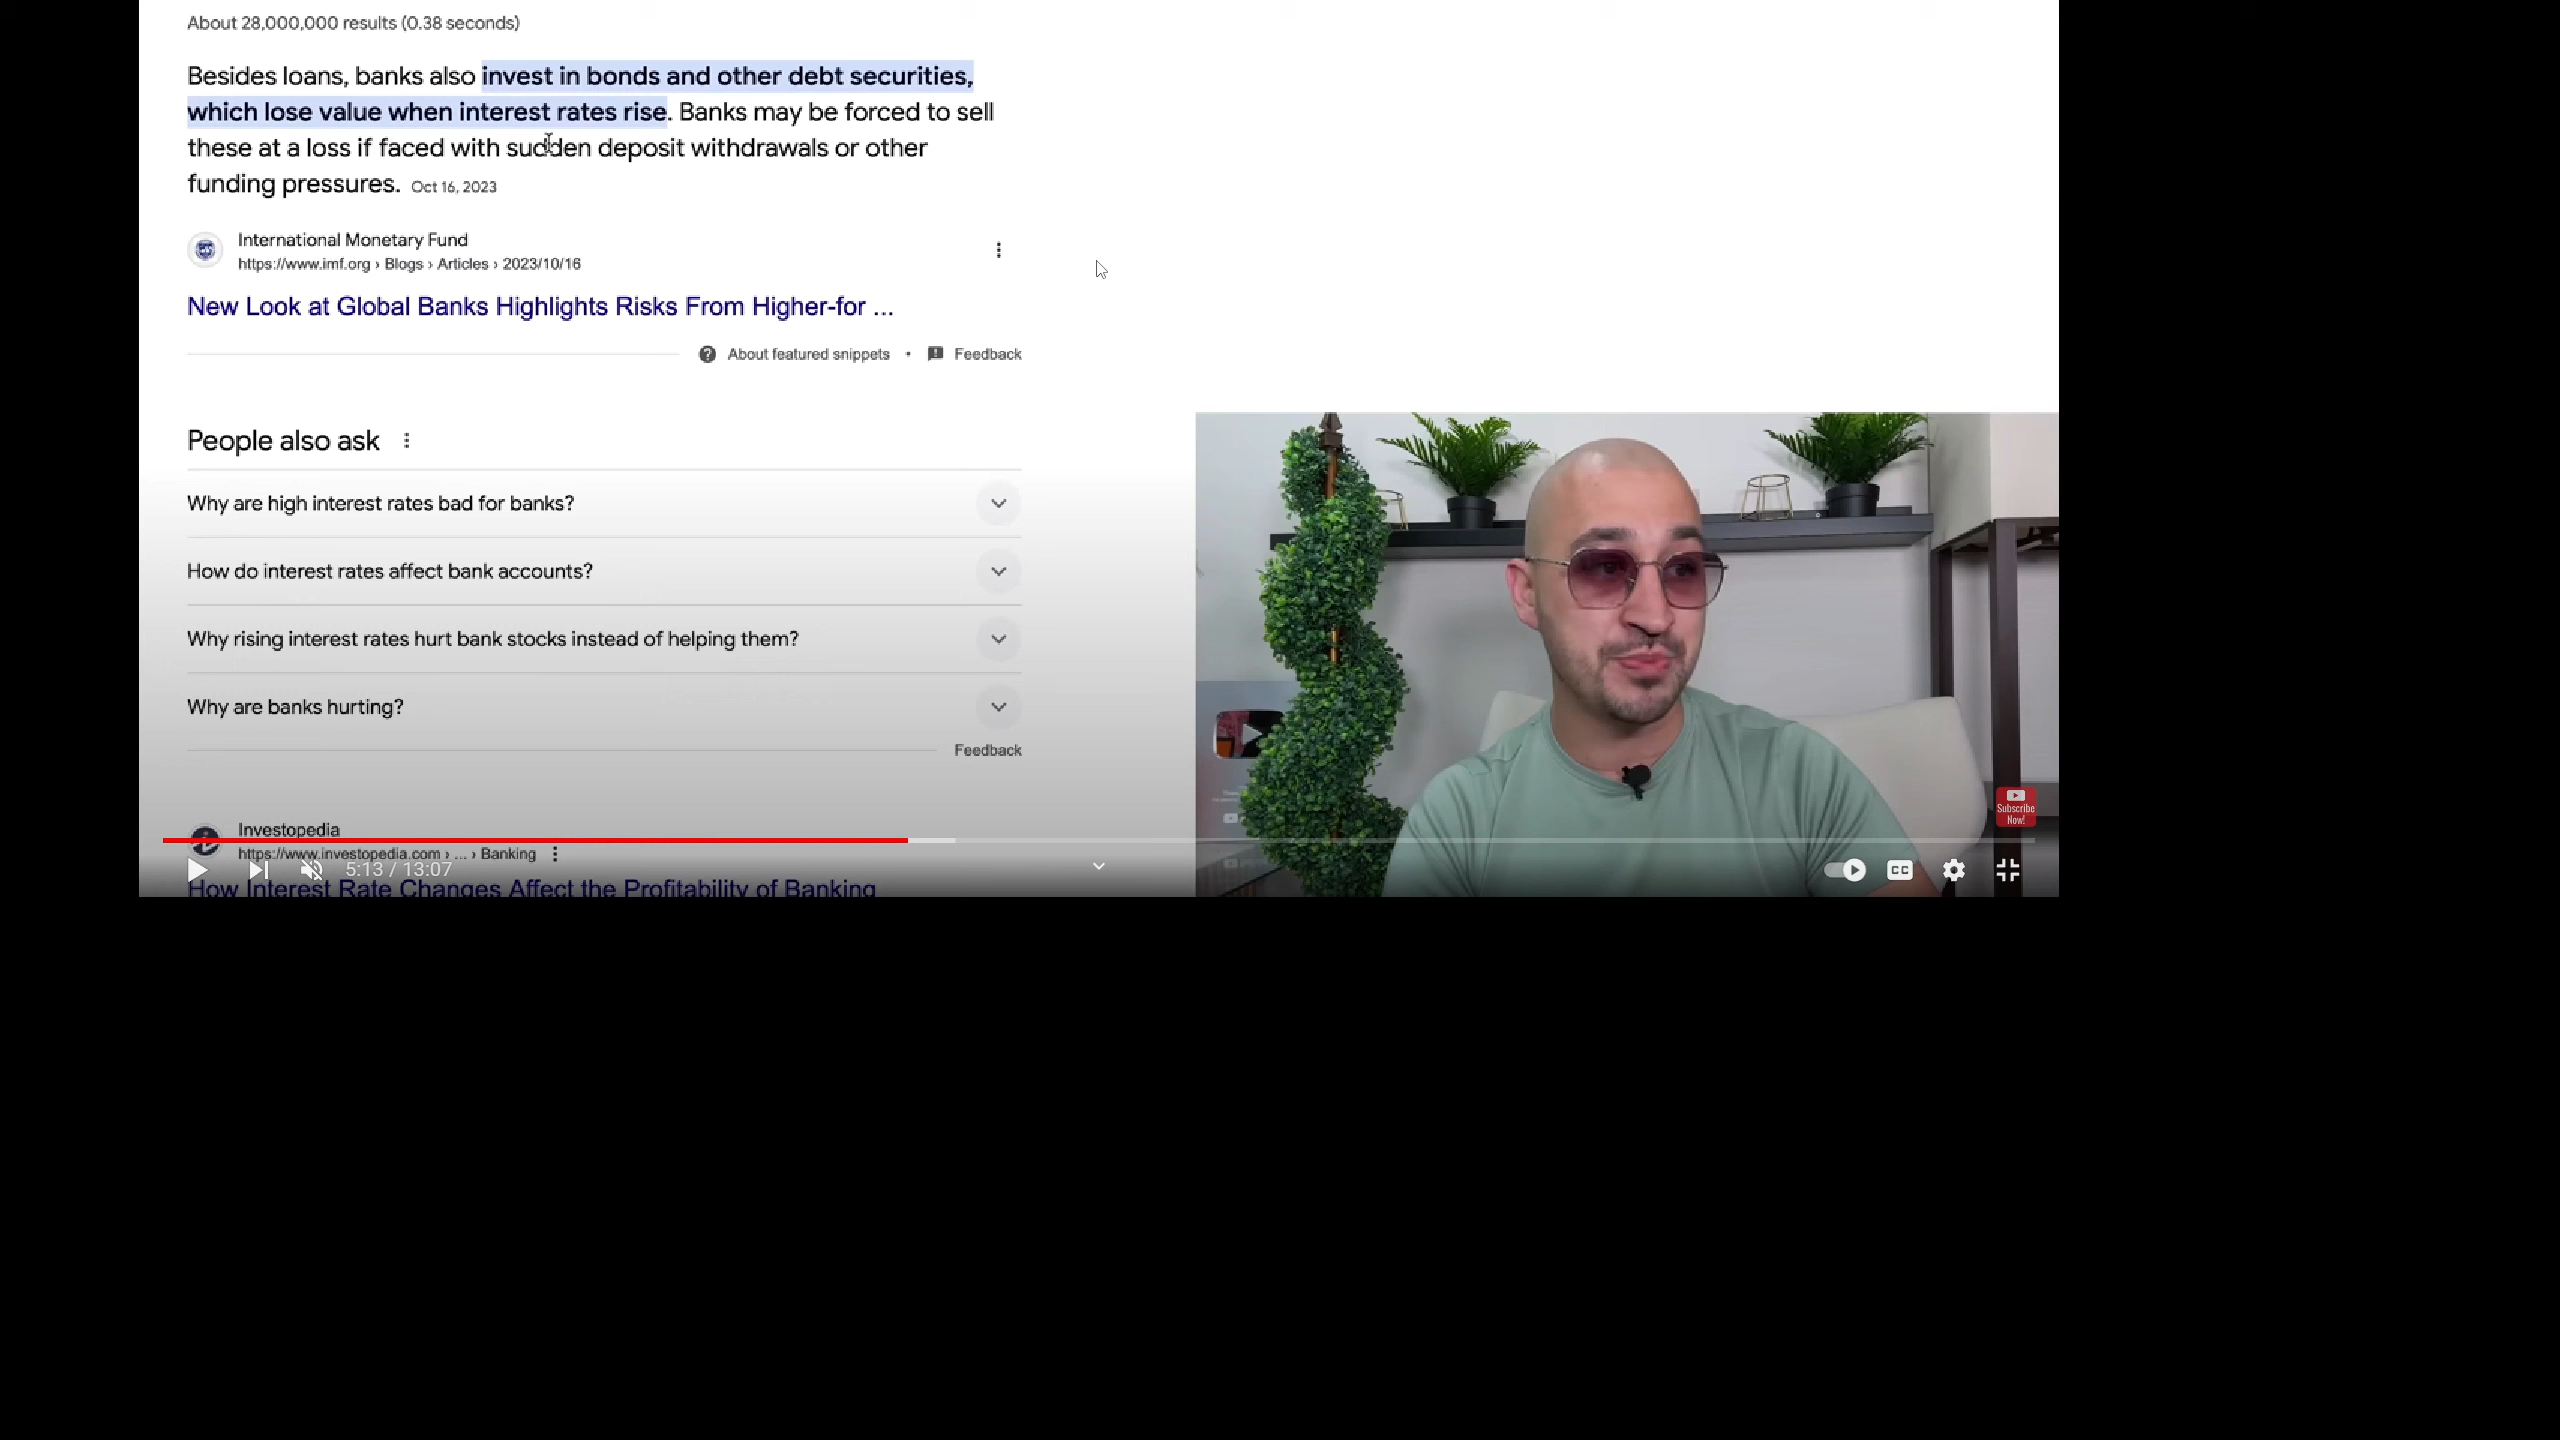 About 28,000,000 results (0.38 seconds)
Besides loans, banks also invest in bonds and other debt securities,
which lose value when interest rates rise. Banks may be forced to sell
these at a loss if faced with sudden deposit withdrawals or other
funding pressures. Oct 16, 2023
International Monetary Fund
https://www.imf.org › Blogs › Articles › 2023/10/16
New Look at Global Banks Highlights Risks From Higher-for ...
About featured snippets • Feedback
People also ask
Why are high interest rates bad for banks?
How do interest rates affect bank accounts?
Why rising interest rates hurt bank stocks instead of helping them?
Why are banks hurting?
Feedback
Investopedia
https://www.investopedia.com › ... › Banking
How Interest Rate Changes Affect the Profitability of Banking
5:13 / 13:07
Subscribe
Now!
CC